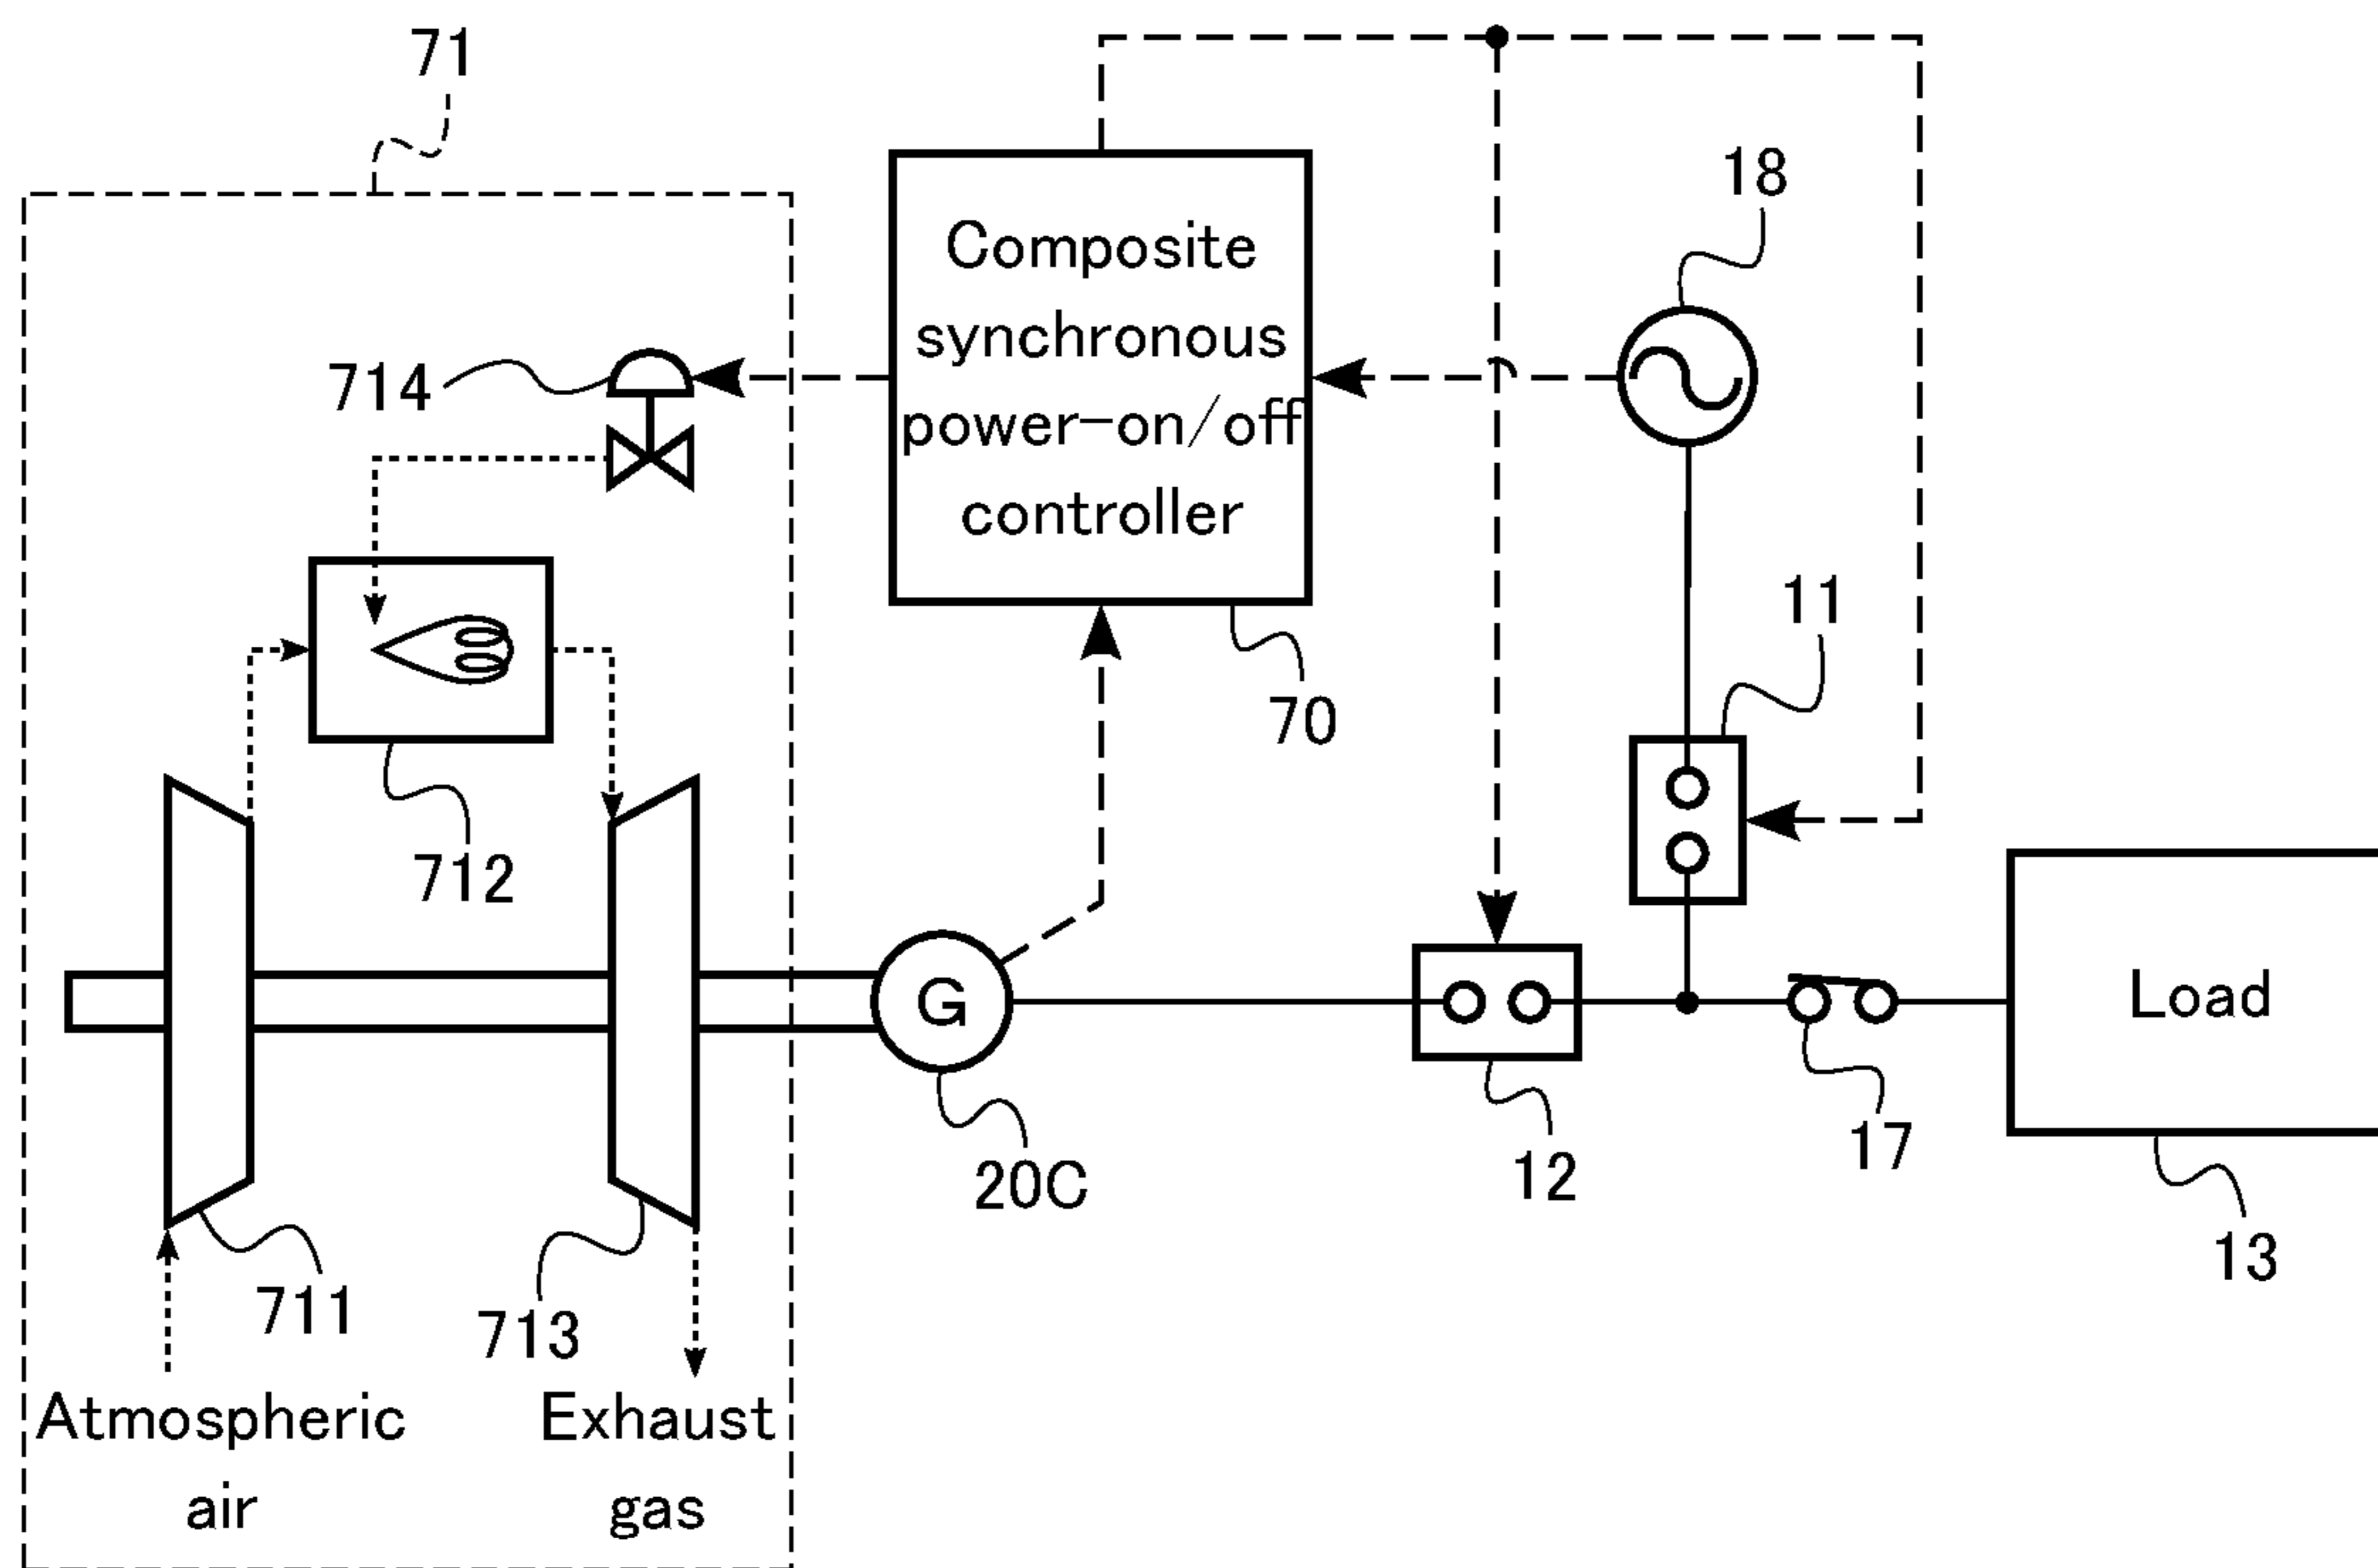 71
18
Composite
synchronous
power-on/off
controller
714
11
70
712
Load
G
20C
12
17
13
711
713
Atmospheric
air
Exhaust
gas